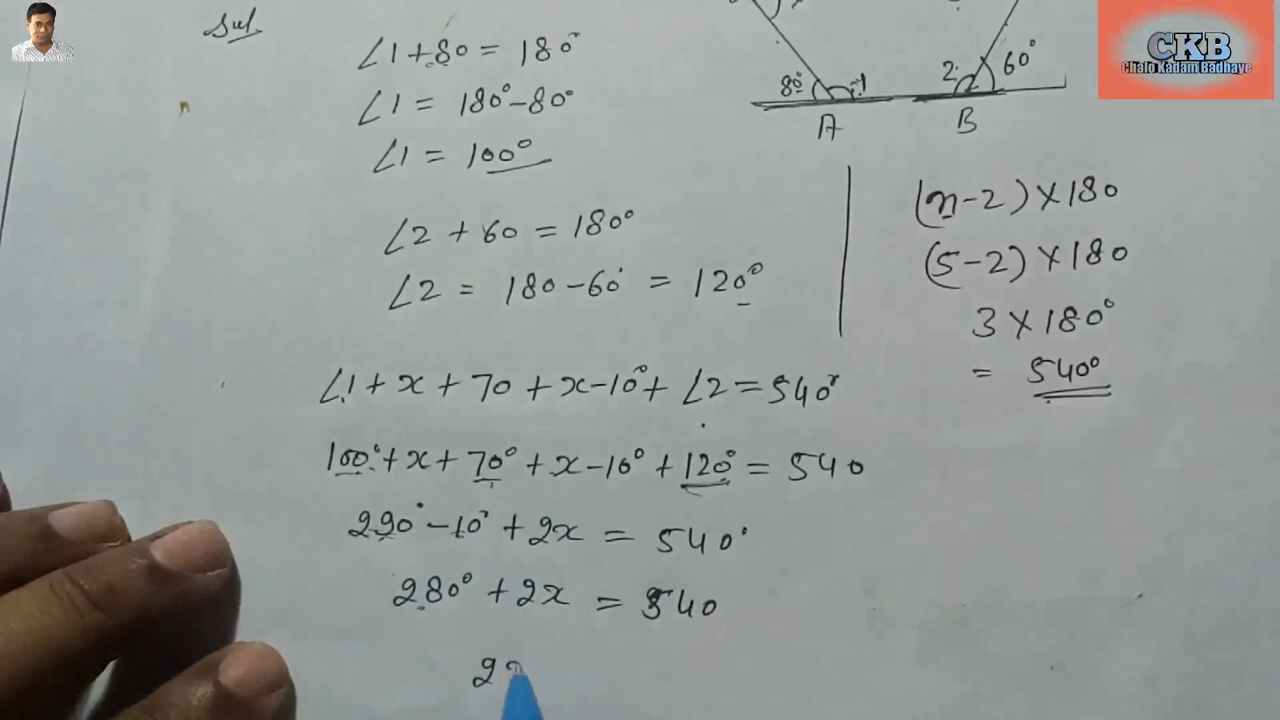 Sol
∠1 + 80 = 180°
∠1 = 180° - 80°
∠1 = 100°
∠2 + 60 = 180°
∠2 = 180 - 60° = 120°
∠1 + x + 70 + x - 10° + ∠2 = 540°
100° + x + 70° + x - 10° + 120° = 540
290° - 10° + 2x = 540°
280° + 2x = 540
80° 1
2 60°
A B
(n-2) × 180
(5-2) × 180
3 × 180°
= 540°
CKB
Chalo Kadam Badhaye